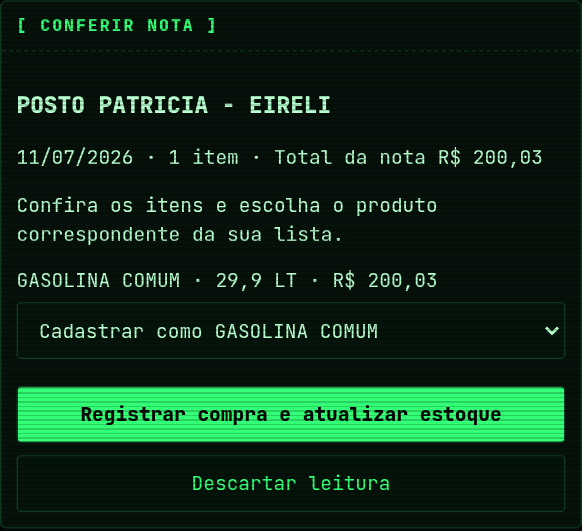 [ CONFERIR NOTA ]
POSTO PATRICIA - EIRELI
11/07/2026 · 1 item · Total da nota R$ 200,03
Confira os itens e escolha o produto
correspondente da sua lista.
GASOLINA COMUM · 29,9 LT · R$ 200,03
Cadastrar como GASOLINA COMUM
Registrar compra e atualizar estoque
Descartar leitura